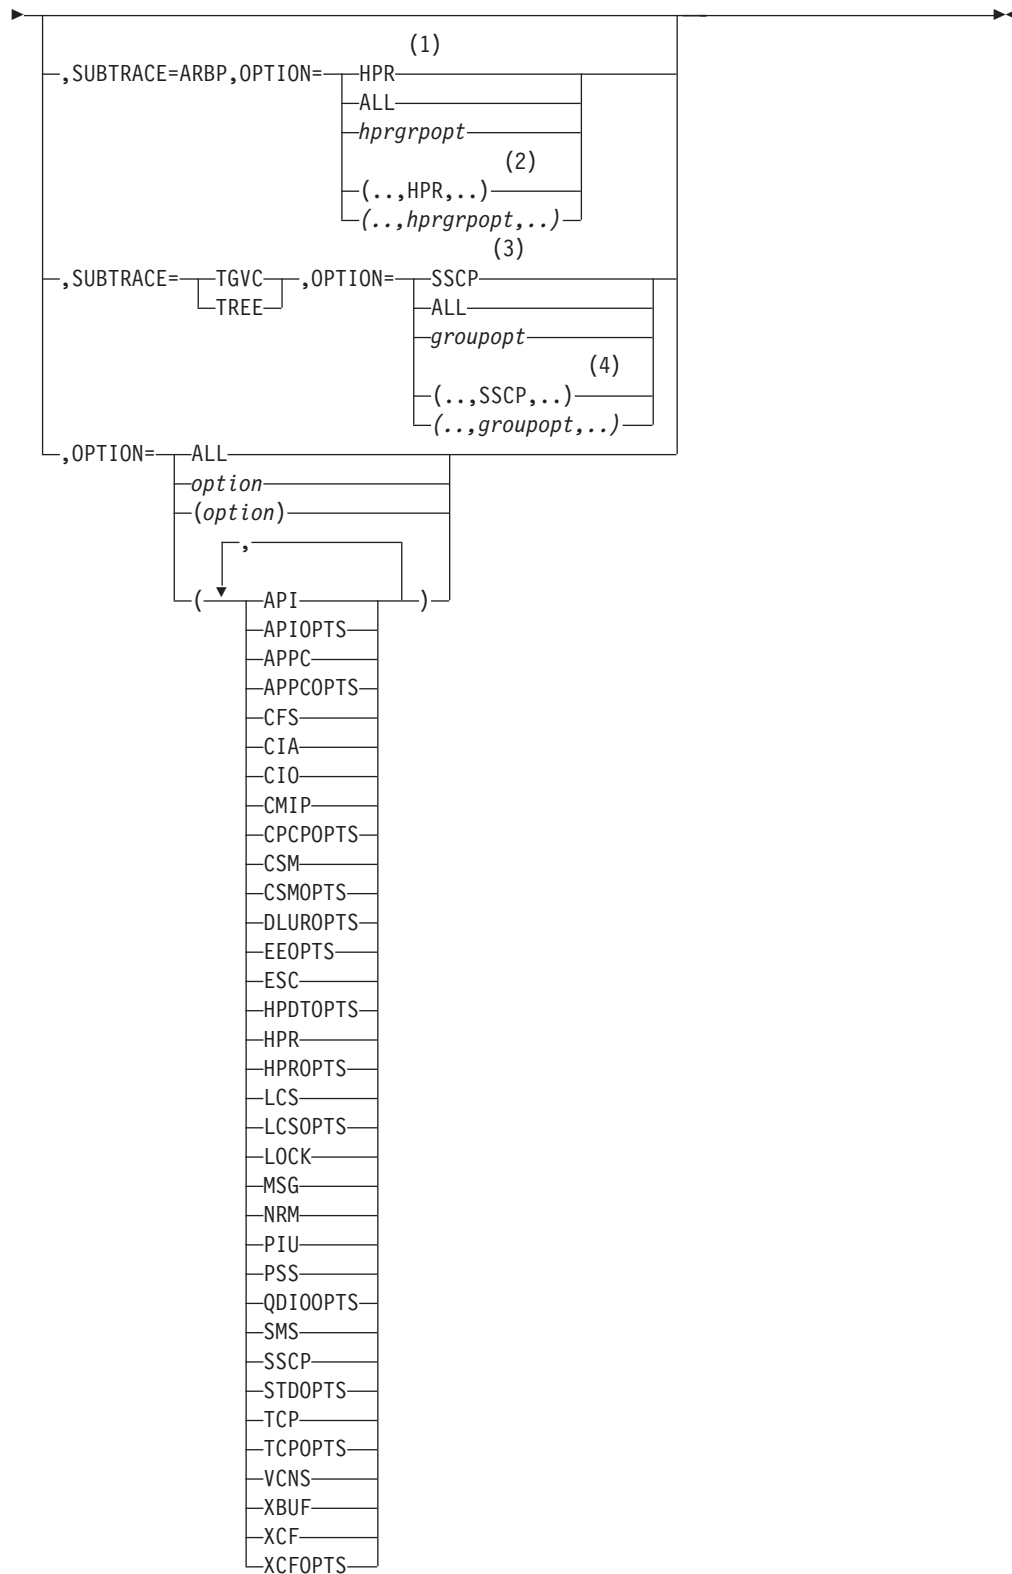 (1)
,SUBTRACE=ARBP,OPTION= HPR
ALL
hprgrpopt
(2)
(..,HPR,..)
(..,hprgrpopt,..)
(3)
,SUBTRACE= TGVC ,OPTION= SSCP
TREE ALL
groupopt
(4)
(..,SSCP,..)
(..,groupopt,..)
,OPTION= ALL
option
(option)
,
( API )
APIOPTS
APPC
APPCOPTS
CFS
CIA
CIO
CMIP
CPCPOPTS
CSM
CSMOPTS
DLUROPTS
EEOPTS
ESC
HPDTOPTS
HPR
HPROPTS
LCS
LCSOPTS
LOCK
MSG
NRM
PIU
PSS
QDIOOPTS
SMS
SSCP
STDOPTS
TCP
TCPOPTS
VCNS
XBUF
XCF
XCFOPTS